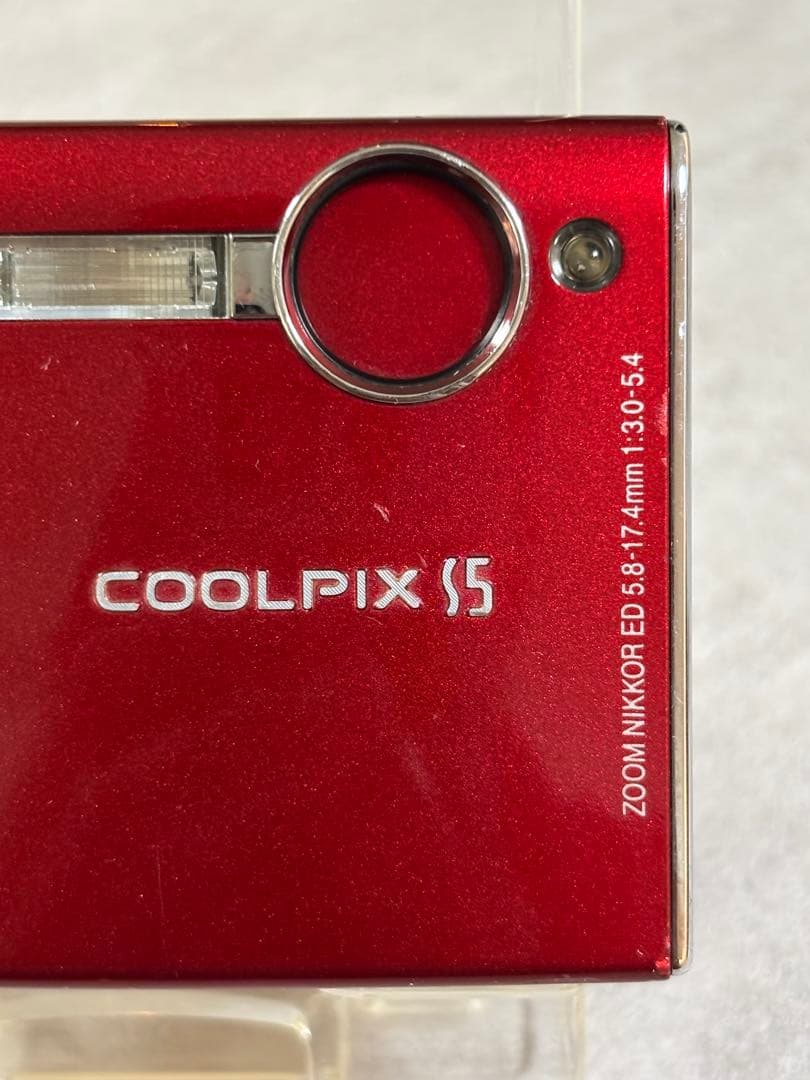 COOLPIX S5
ZOOM NIKKOR ED 5.8-17.4mm 1:3.0-5.4